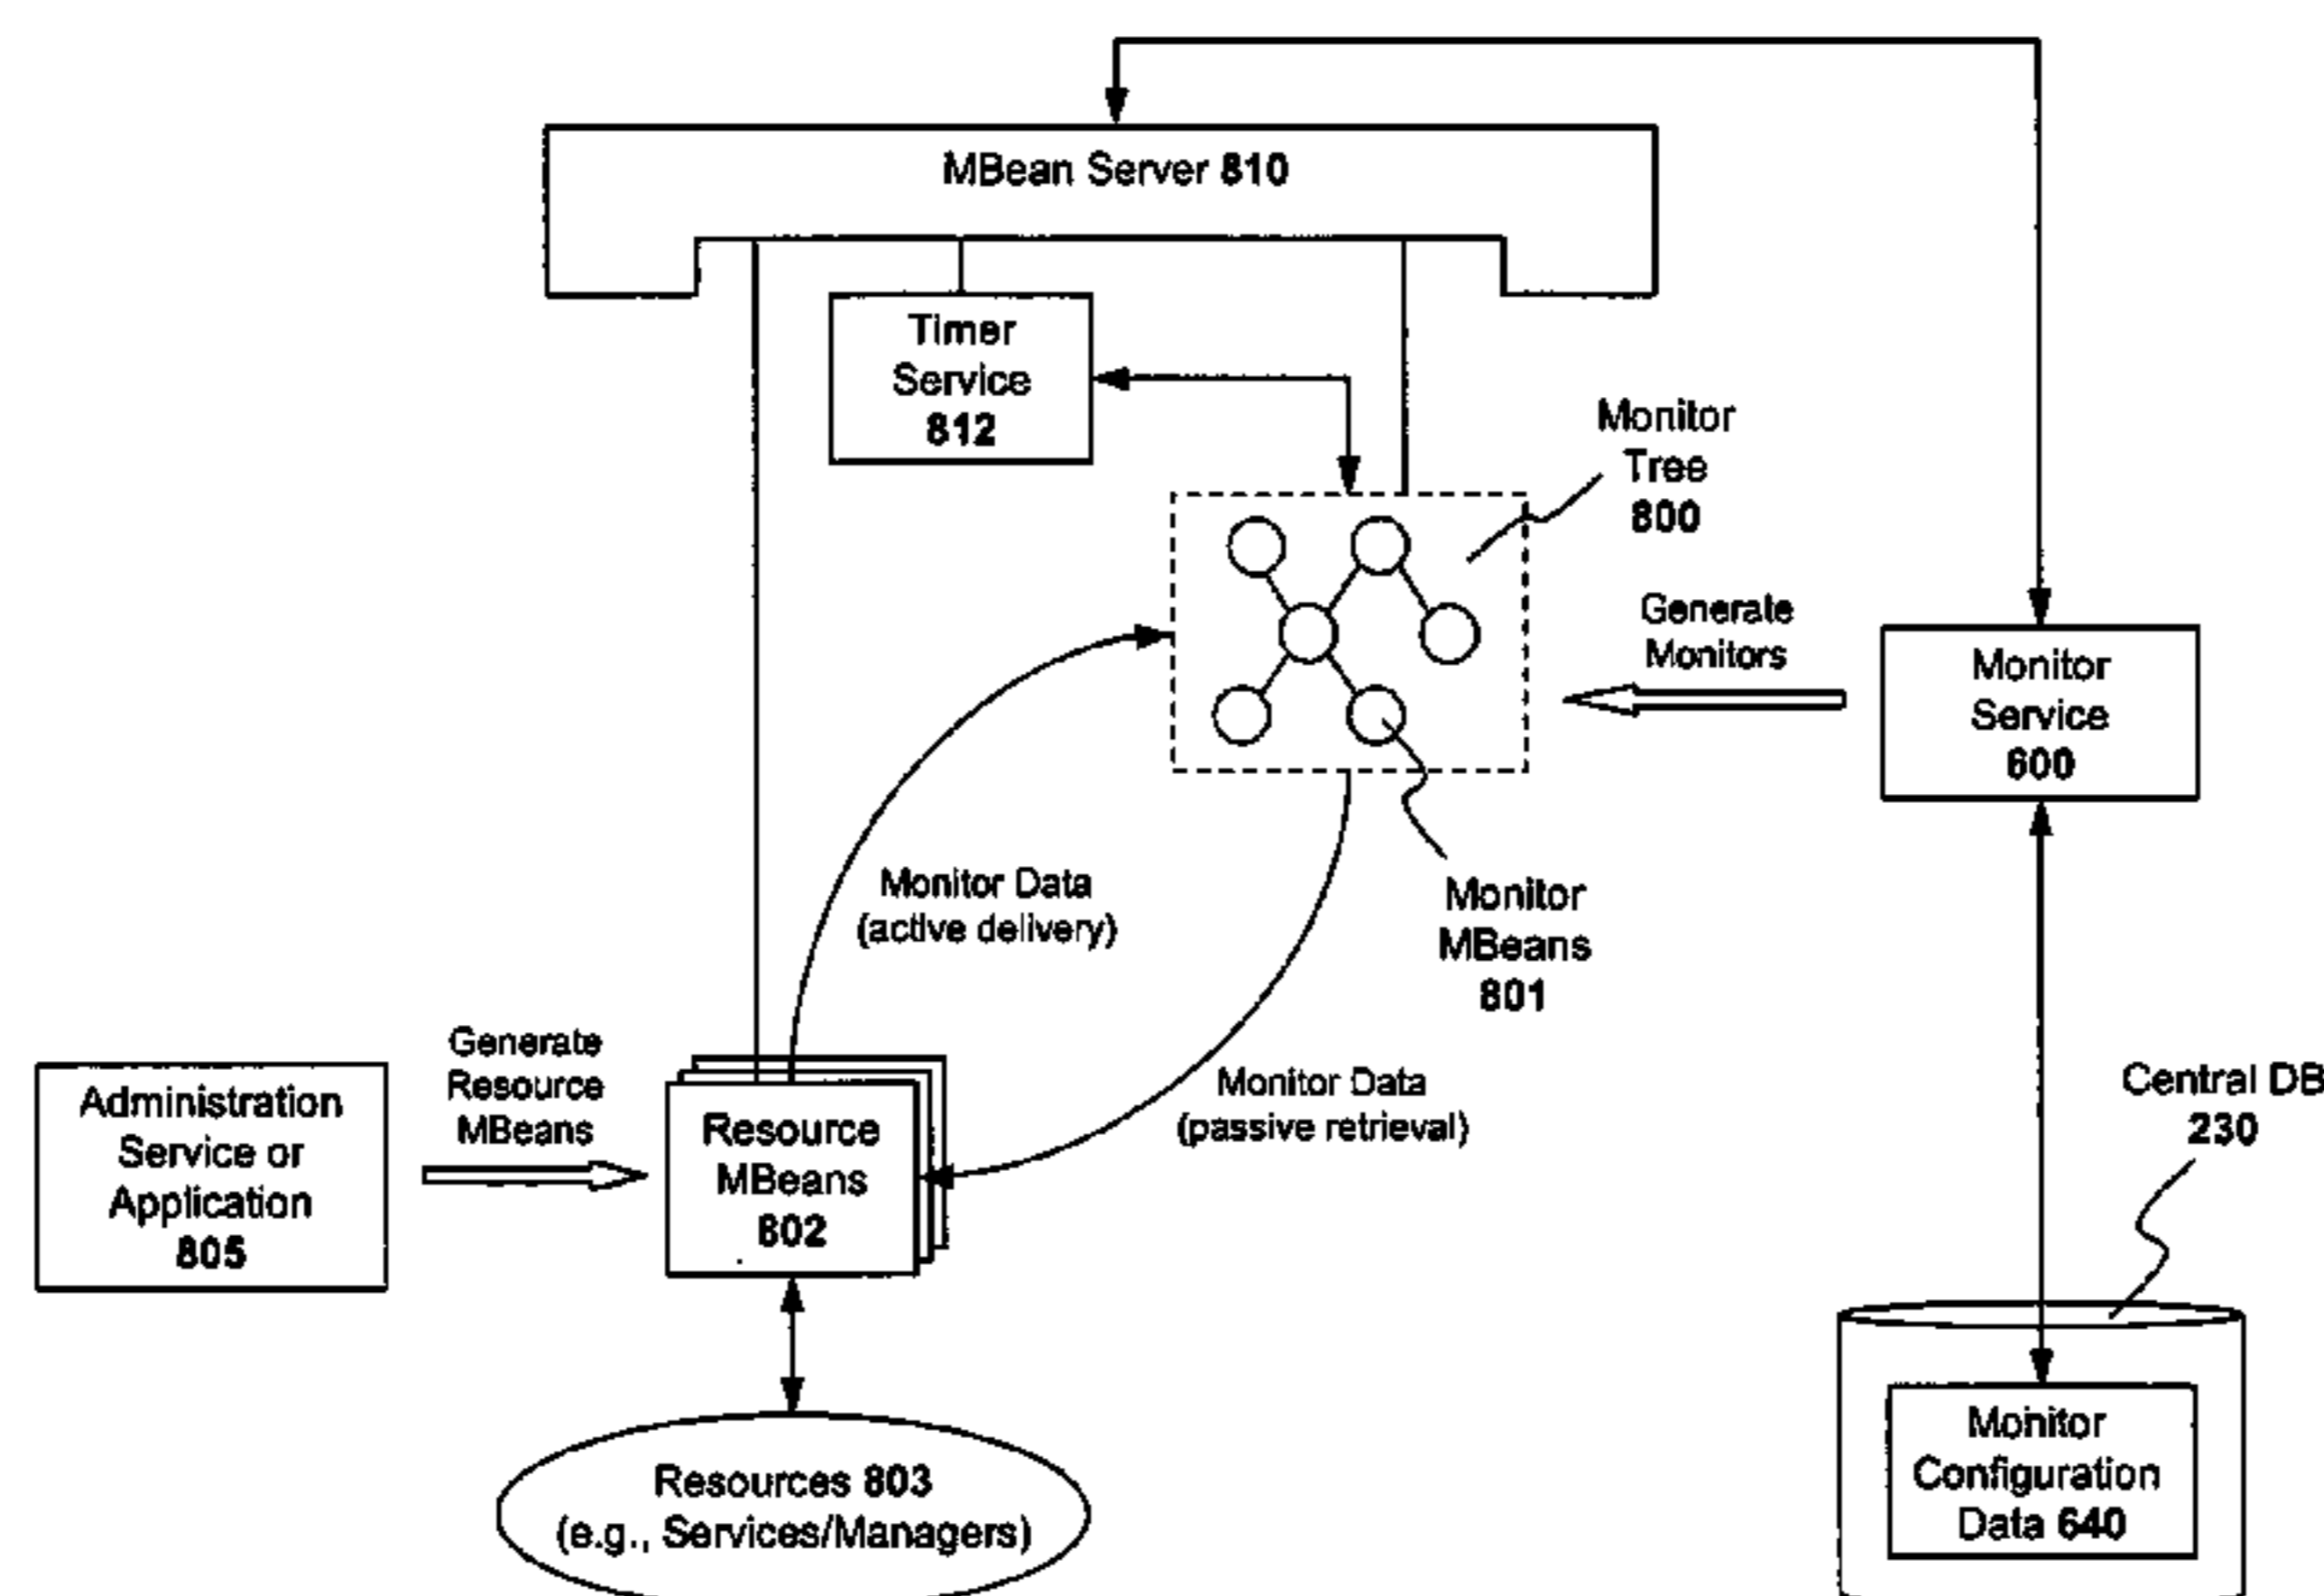 MBean Server 810
Timer
Service
812
Monitor
Tree
800
Generate
Monitors
Monitor
Service
600
Monitor Data
(active delivery)
Monitor
MBeans
801
Administration
Service or
Application
805
Generate
Resource
MBeans
Resource
MBeans
802
Monitor Data
(passive retrieval)
Central DB
230
Resources 803
(e.g., Services/Managers)
Monitor
Configuration
Data 640